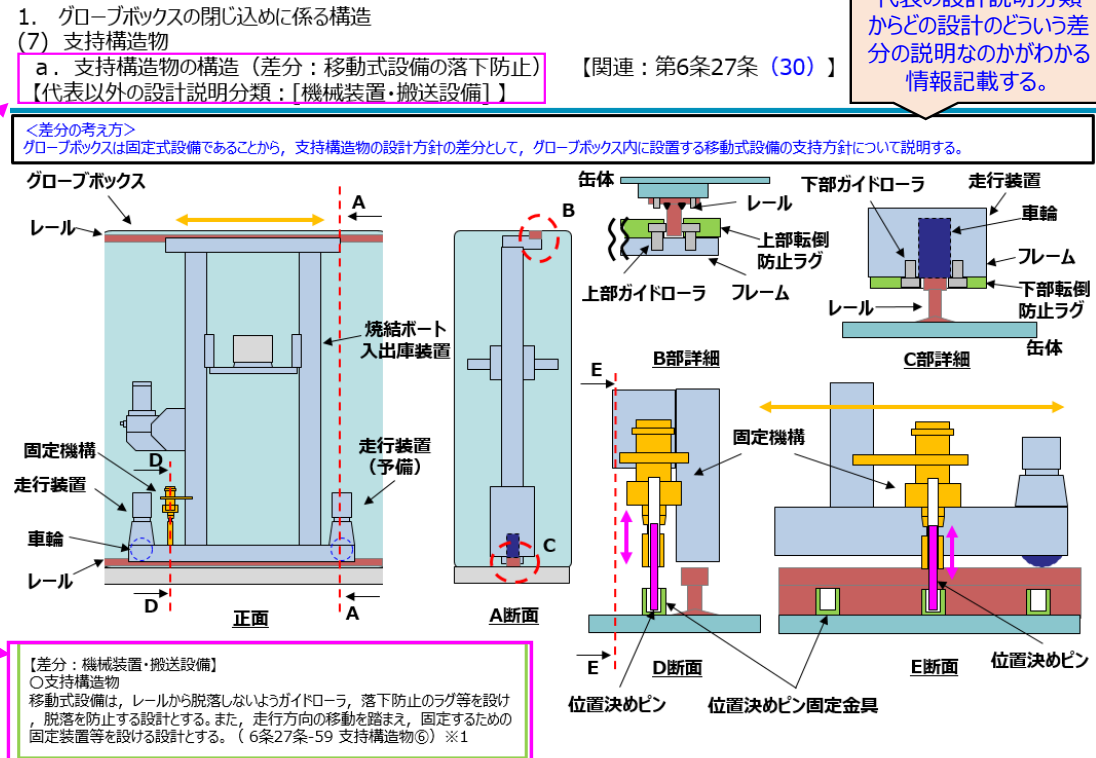 代表の設計説明分類
からどの設計のどういう差
分の説明なのかがわかる
情報記載する。
1. グローブボックスの閉じ込めに係る構造
(7) 支持構造物
a．支持構造物の構造（差分：移動式設備の落下防止）　【関連：第6条27条（30）】
【代表以外の設計説明分類：[機械装置・搬送設備] 】
＜差分の考え方＞
グローブボックスは固定式設備であることから，支持構造物の設計方針の差分として，グローブボックス内に設置する移動式設備の支持方針について説明する。
グローブボックス
レール
A
焼結ボート
入出庫装置
固定機構
D
走行装置
走行装置
（予備）
車輪
レール
D
正面
A
B
C
A断面
缶体
レール
上部転倒
防止ラグ
上部ガイドローラ
フレーム
B部詳細
下部ガイドローラ
走行装置
車輪
フレーム
下部転倒
防止ラグ
レール
缶体
C部詳細
E
固定機構
E
D断面
E断面
位置決めピン
位置決めピン
位置決めピン固定金具
【差分：機械装置・搬送設備】
○支持構造物
移動式設備は，レールから脱落しないようガイドローラ，落下防止のラグ等を設け
，脱落を防止する設計とする。また，走行方向の移動を踏まえ，固定するための
固定装置等を設ける設計とする。（ 6条27条-59 支持構造物⑥）※1